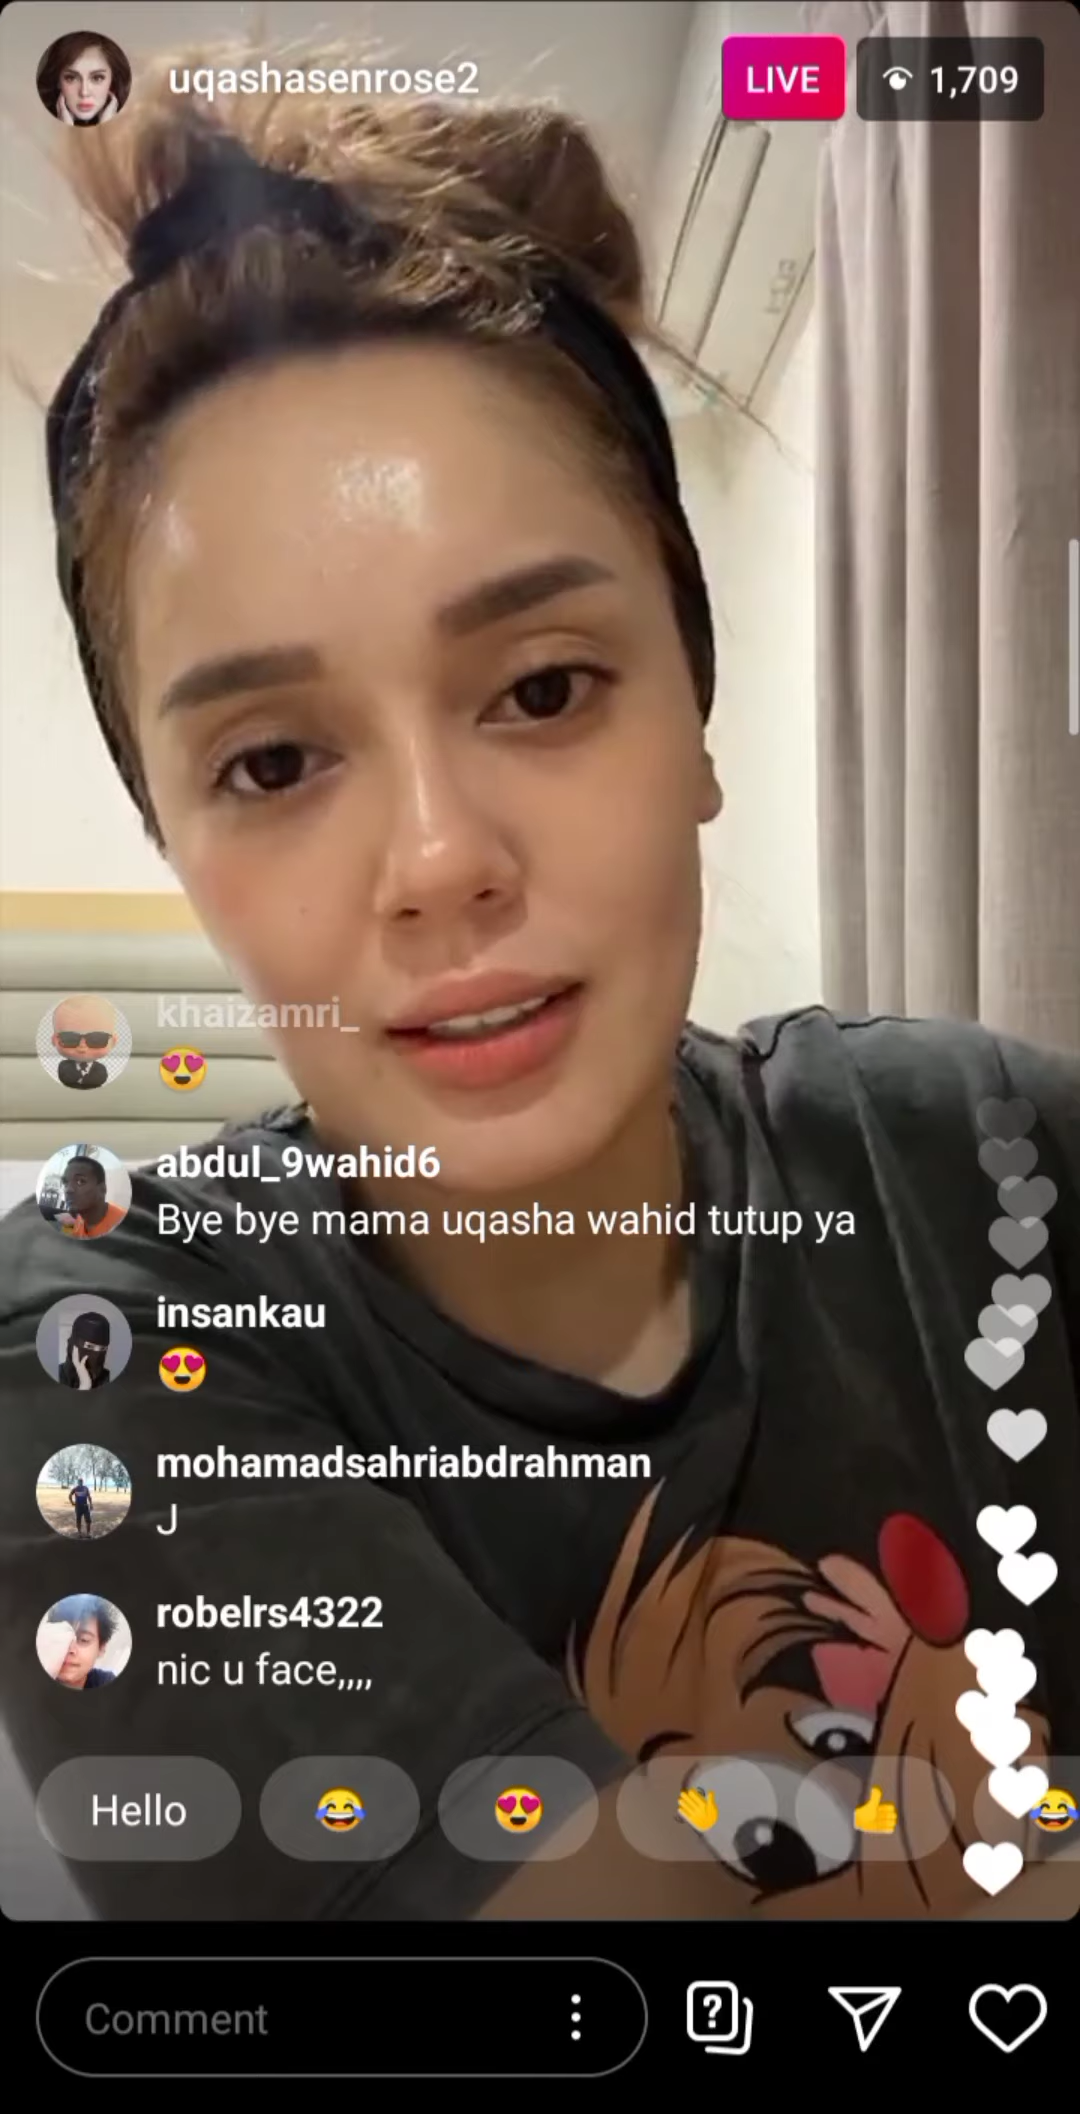 uqashasenrose2
LIVE
1,709
khaizamri_
😍
abdul_9wahid6
Bye bye mama uqasha wahid tutup ya
insankau
😍
mohamadsahriabdrahman
J
robelrs4322
nic u face,,,,
Hello 😂 😍 👋 👍 😂
Comment